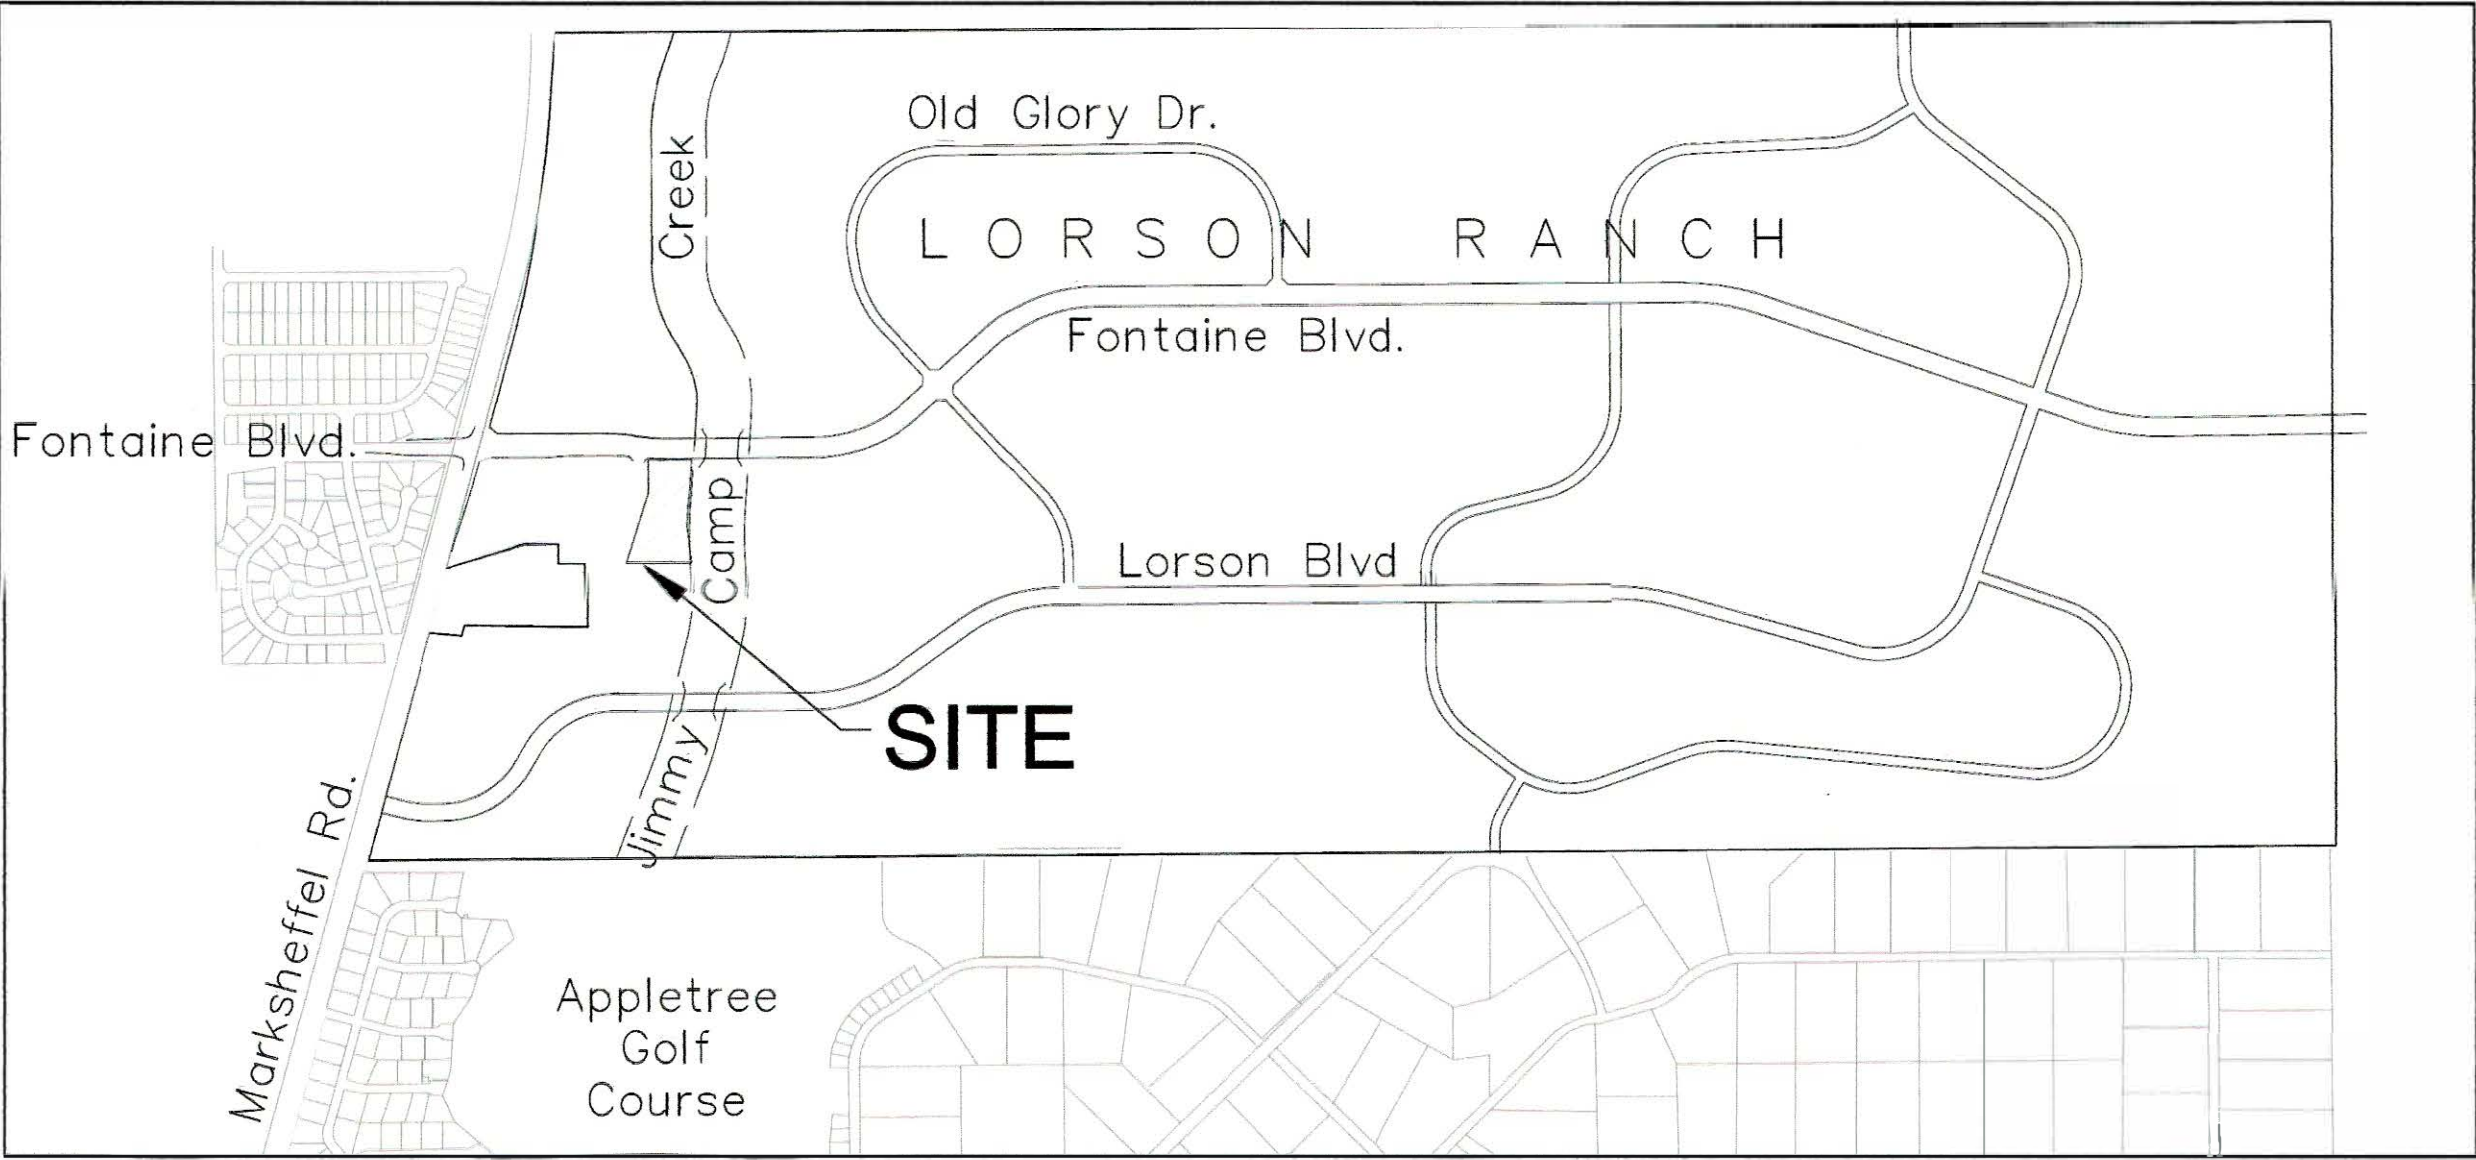 Old Glory Dr.
Creek
LORSON RANCH
Fontaine Blvd.
Fontaine Blvd.
Camp
Lorson Blvd
SITE
Jimmy
Marksheffel Rd.
Appletree
Golf
Course